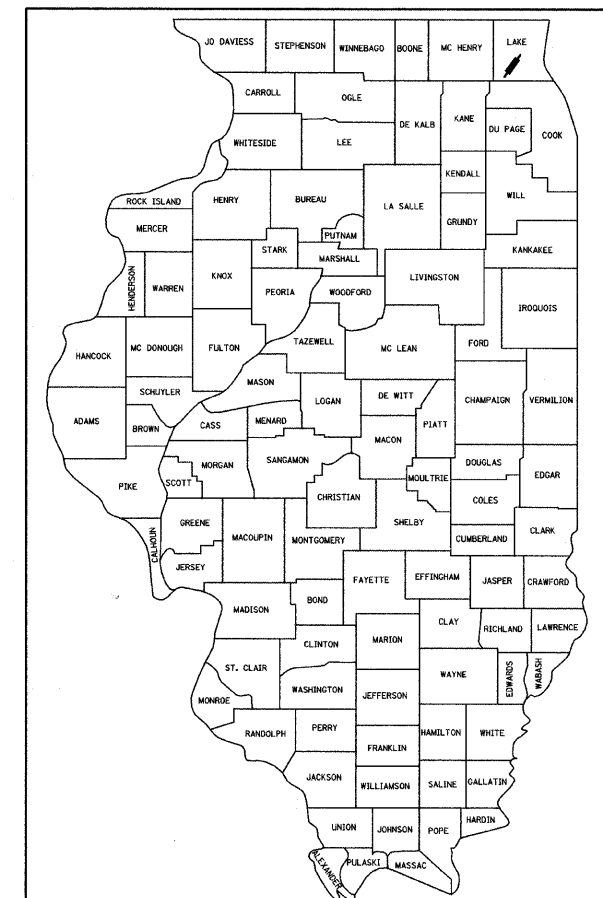 JO DAVIESS
STEPHENSON
WINNEBAGO
BOONE
MC HENRY
LAKE
CARROLL
OGLE
DE KALB
KANE
DU PAGE
COOK
WHITESIDE
LEE
KENDALL
WILL
ROCK ISLAND
HENRY
BUREAU
LA SALLE
GRUNDY
MERCER
PUTNAM
STARK
MARSHALL
KANKAKEE
HENDERSON
WARREN
KNOX
PEORIA
WOODFORD
LIVINGSTON
IROQUOIS
HANCOCK
MC DONOUGH
FULTON
TAZEWELL
MC LEAN
FORD
SCHUYLER
MASON
ADAMS
BROWN
CASS
MENARD
LOGAN
DE WITT
PIATT
CHAMPAIGN
VERMILION
MACON
PIKE
SCOTT
MORGAN
SANGAMON
CHRISTIAN
MOULTRIE
DOUGLAS
EDGAR
COLES
CALHOUN
GREENE
MACOUPIN
MONTGOMERY
SHELBY
CUMBERLAND
CLARK
JERSEY
FAYETTE
EFFINGHAM
JASPER
CRAWFORD
MADISON
BOND
CLAY
RICHLAND
LAWRENCE
CLINTON
MARION
ST. CLAIR
WAYNE
EDWARDS
WABASH
MONROE
WASHINGTON
JEFFERSON
RANDOLPH
PERRY
HAMILTON
WHITE
FRANKLIN
JACKSON
WILLIAMSON
SALINE
GALLATIN
UNION
JOHNSON
POPE
HARDIN
ALEXANDER
PULASKI
MASSAC